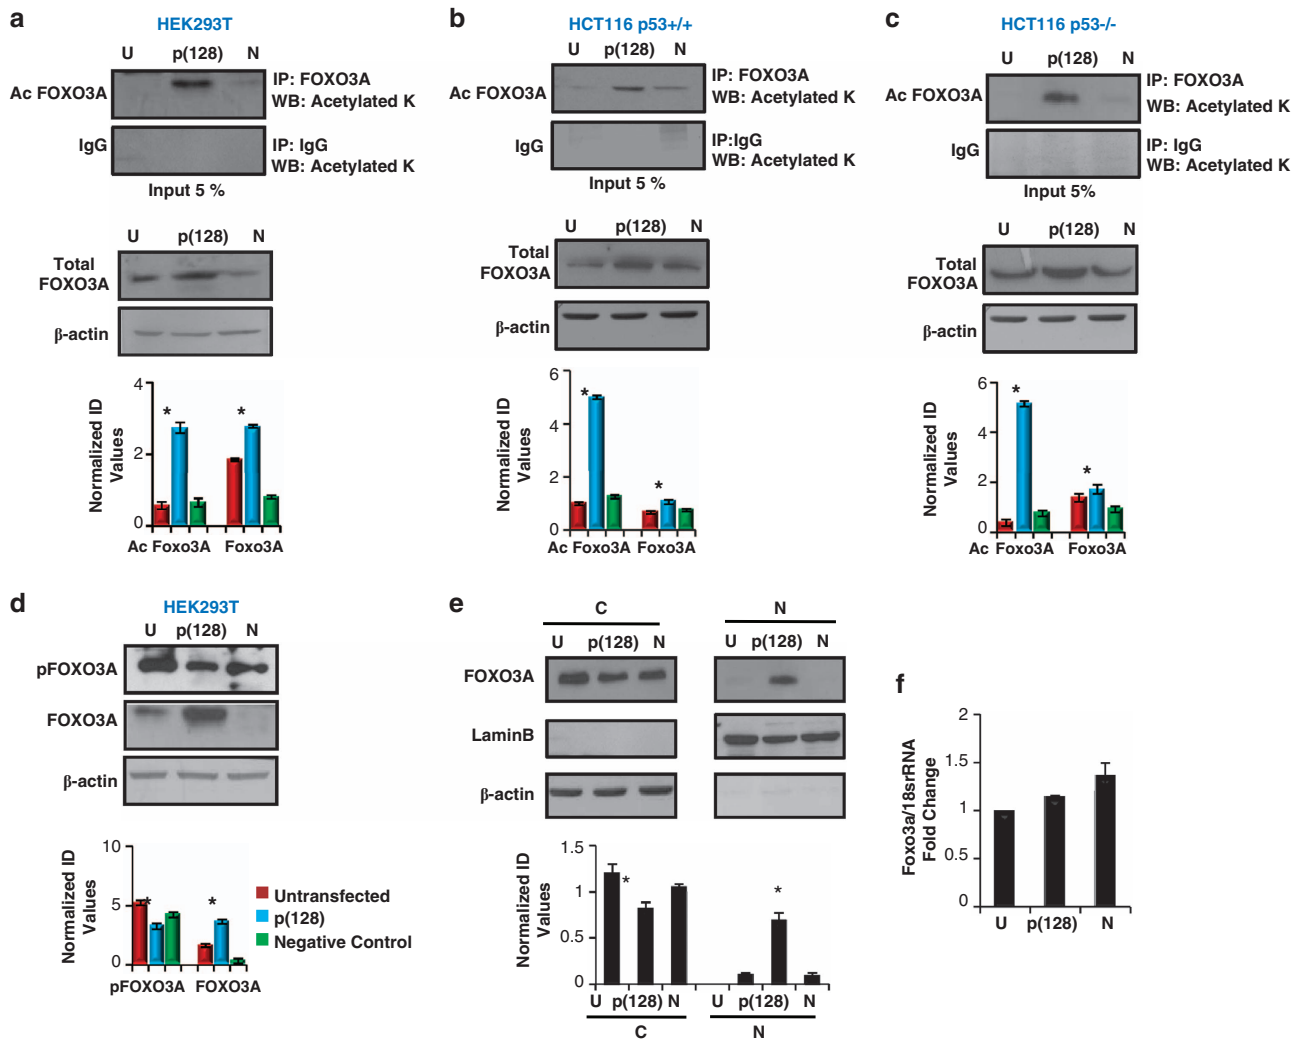 a
HEK293T
U p(128) N
Ac FOXO3A
IP: FOXO3A
WB: Acetylated K
IgG
IP: IgG
WB: Acetylated K
Input 5 %
U p(128) N
Total
FOXO3A
β-actin
Normalized ID
Values
4
2
0
* *
Ac Foxo3A Foxo3A
b
HCT116 p53+/+
U p(128) N
Ac FOXO3A
IP: FOXO3A
WB: Acetylated K
IgG
IP:IgG
WB: Acetylated K
Input 5 %
U p(128) N
Total
FOXO3A
β-actin
Normalized ID
Values
6
4
2
0
* *
Ac Foxo3A Foxo3A
c
HCT116 p53-/-
U p(128) N
Ac FOXO3A
IP: FOXO3A
WB: Acetylated K
IgG
IP: IgG
WB: Acetylated K
Input 5%
U p(128) N
Total
FOXO3A
β-actin
Normalized ID
Values
6
4
2
0
* *
Ac Foxo3A Foxo3A
d
HEK293T
U p(128) N
pFOXO3A
FOXO3A
β-actin
Normalized ID
Values
10
5
0
* *
pFOXO3A FOXO3A
Untransfected
p(128)
Negative Control
e
C N
U p(128) N U p(128) N
FOXO3A
LaminB
β-actin
Normalized ID
Values
1.5
1
0.5
0
* *
U p(128) N U p(128) N
C N
f
Foxo3a/18srRNA
Fold Change
2
1.5
1
0.5
0
U p(128) N